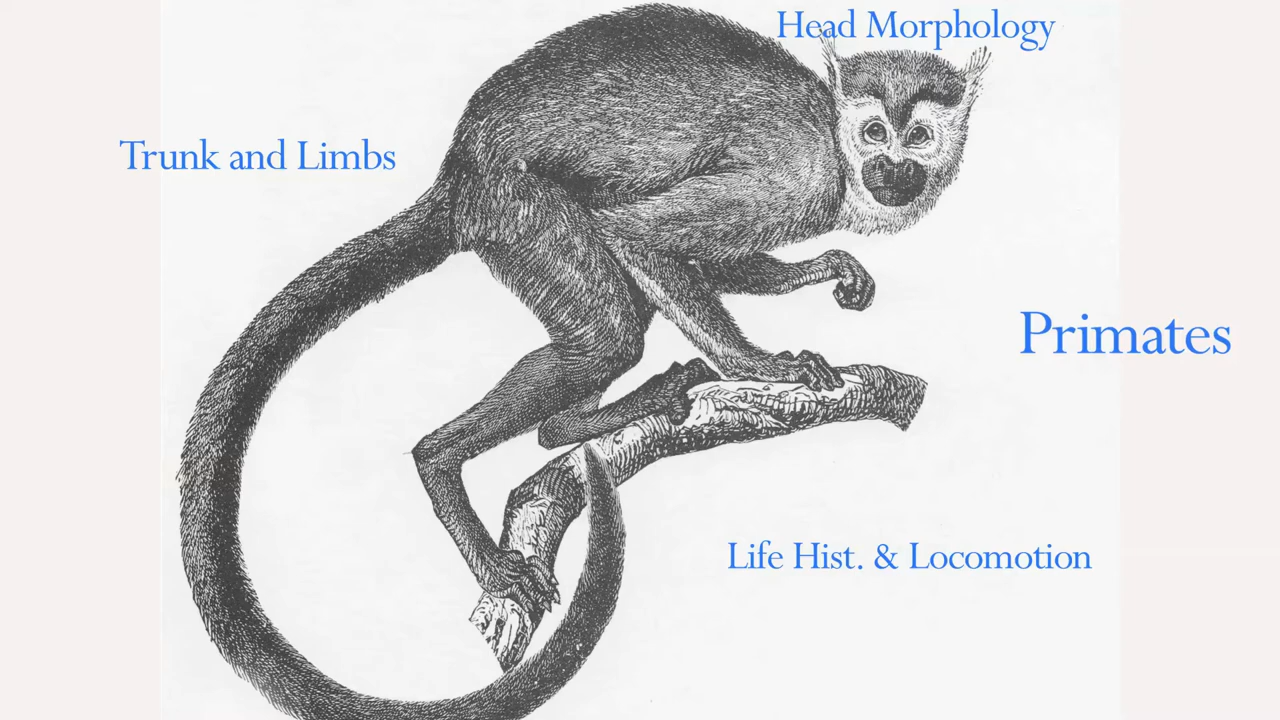 Head Morphology
Trunk and Limbs
Primates
Life Hist. & Locomotion